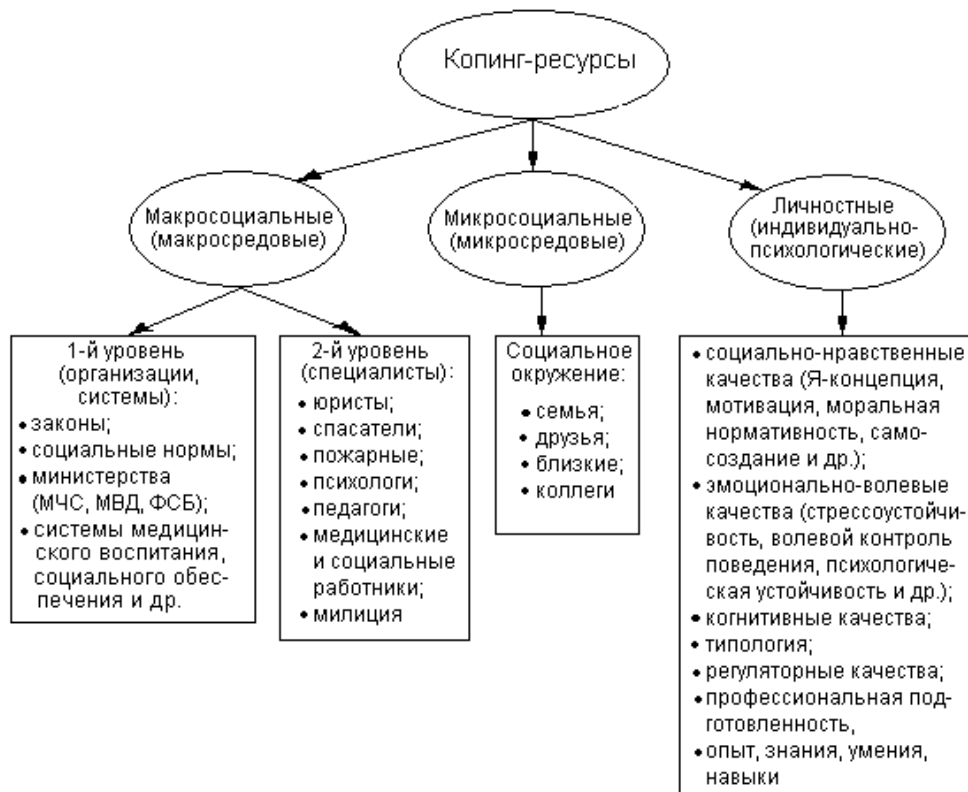 Копинг-ресурсы
Макросоциальные
(макросредовые)
Микросоциальные
(микросредовые)
Личностные
(индивидуально-
психологические)
1-й уровень
(организации,
системы):
• законы;
• социальные нормы;
• министерства
(МЧС, МВД, ФСБ);
• системы медицин-
ского воспитания,
социального обес-
печения и др.
2-й уровень
(специалисты):
• юристы;
• спасатели;
• пожарные;
• психологи;
• педагоги;
• медицинские
и социальные
работники;
• милиция
Социальное
окружение:
• семья;
• друзья;
• близкие;
• коллеги
• социально-нравственные
качества (Я-концепция,
мотивация, моральная
нормативность, само-
создание и др.);
• эмоционально-волевые
качества (стрессоустойчи-
вость, волевой контроль
поведения, психологиче-
ская устойчивость и др.);
• когнитивные качества;
• типология;
• регуляторные качества;
• профессиональная под-
готовленность,
• опыт, знания, умения,
навыки